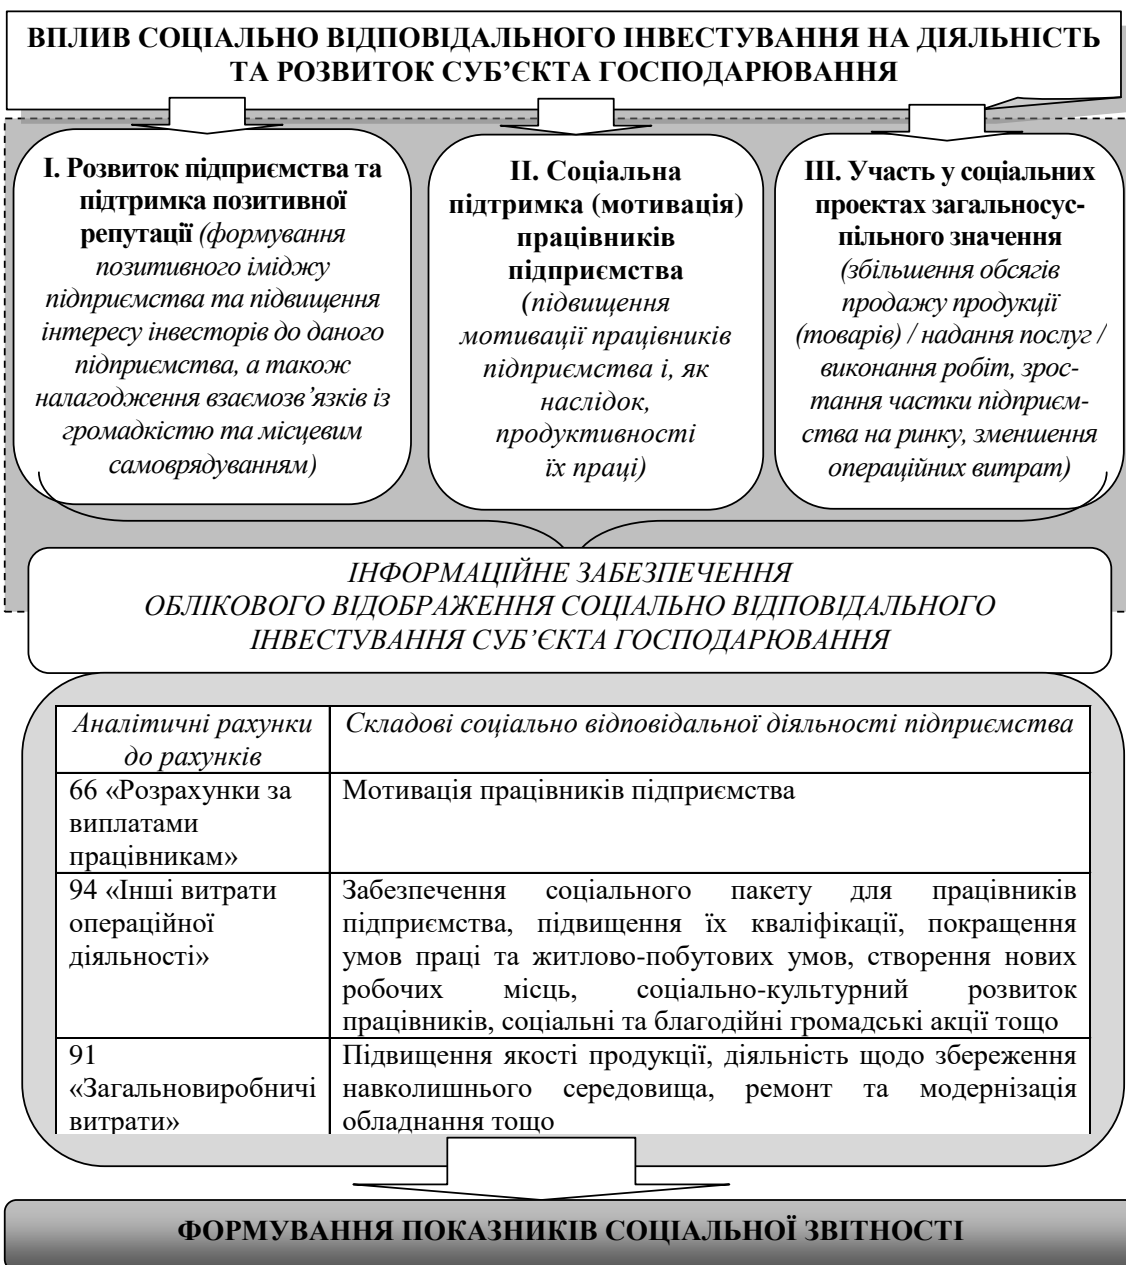 ВПЛИВ СОЦІАЛЬНО ВІДПОВІДАЛЬНОГО ІНВЕСТУВАННЯ НА ДІЯЛЬНІСТЬ
ТА РОЗВИТОК СУБ’ЄКТА ГОСПОДАРЮВАННЯ
І. Розвиток підприємства та
підтримка позитивної
репутації (формування
позитивного іміджу
підприємства та підвищення
інтересу інвесторів до даного
підприємства, а також
налагодження взаємозв’язків із
громадкістю та місцевим
самоврядуванням)
ІІ. Соціальна
підтримка (мотивація)
працівників
підприємства
(підвищення
мотивації працівників
підприємства і, як
наслідок,
продуктивності
їх праці)
ІІІ. Участь у соціальних
проектах загальносус-
пільного значення
(збільшення обсягів
продажу продукції
(товарів) / надання послуг /
виконання робіт, зрос-
тання частки підприєм-
ства на ринку, зменшення
операційних витрат)
ІНФОРМАЦІЙНЕ ЗАБЕЗПЕЧЕННЯ
ОБЛІКОВОГО ВІДОБРАЖЕННЯ СОЦІАЛЬНО ВІДПОВІДАЛЬНОГО
ІНВЕСТУВАННЯ СУБ’ЄКТА ГОСПОДАРЮВАННЯ
Аналітичні рахунки
до рахунків
Складові соціально відповідальної діяльності підприємства
66 «Розрахунки за
виплатами
працівникам»
Мотивація працівників підприємства
94 «Інші витрати
операційної
діяльності»
Забезпечення соціального пакету для працівників
підприємства, підвищення їх кваліфікації, покращення
умов праці та житлово-побутових умов, створення нових
робочих місць, соціально-культурний розвиток
працівників, соціальні та благодійні громадські акції тощо
91
«Загальновиробничі
витрати»
Підвищення якості продукції, діяльність щодо збереження
навколишнього середовища, ремонт та модернізація
обладнання тощо
ФОРМУВАННЯ ПОКАЗНИКІВ СОЦІАЛЬНОЇ ЗВІТНОСТІ